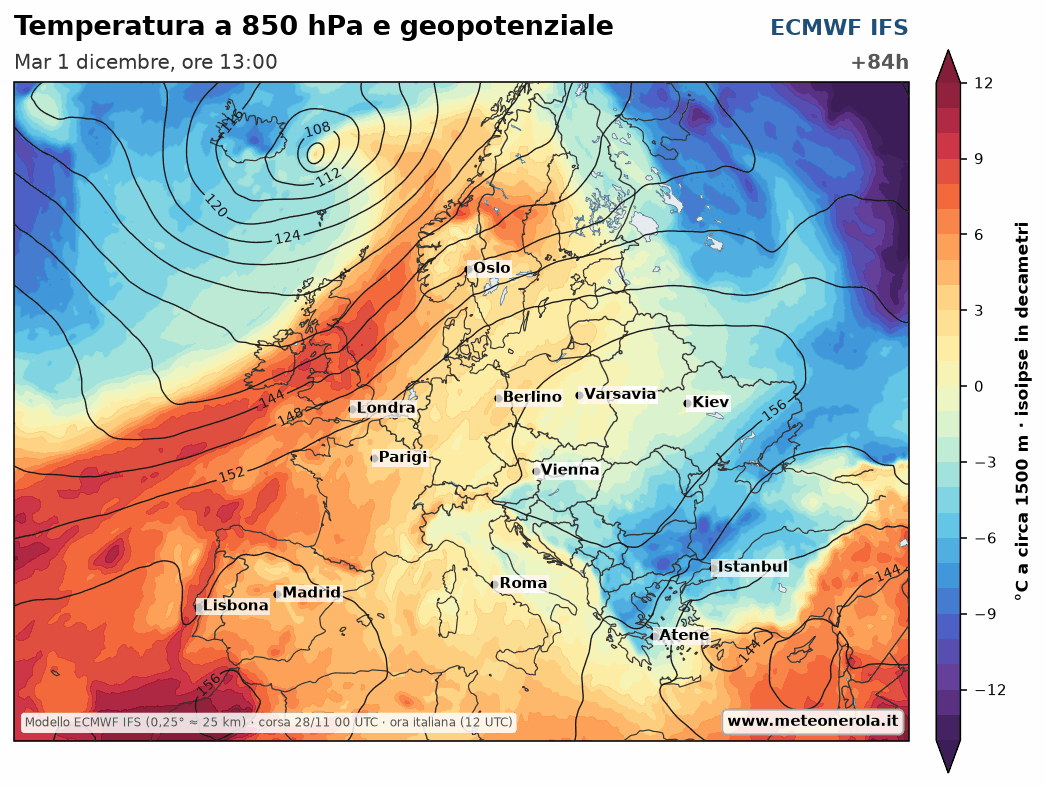 Temperatura a 850 hPa e geopotenziale
ECMWF IFS
Mar 1 dicembre, ore 13:00
+84h
108
112
120
124
Oslo
144
148
152
156
Londra
Berlino
Varsavia
Kiev
Parigi
Vienna
Roma
Istanbul
Madrid
Lisbona
Atene
144
144
156
12
9
6
3
0
−3
−6
−9
−12
°C a circa 1500 m · isoipse in decametri
Modello ECMWF IFS (0,25° ≈ 25 km) · corsa 28/11 00 UTC · ora italiana (12 UTC)
www.meteonerola.it